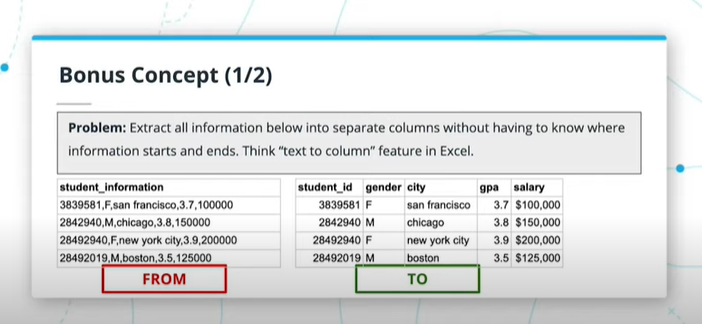 Bonus Concept (1/2)
Problem: Extract all information below into separate columns without having to know where
information starts and ends. Think “text to column” feature in Excel.
student_information
3839581,F,san francisco,3.7,100000
2842940,M,chicago,3.8,150000
28492940,F,new york city,3.9,200000
28492019,M,boston,3.5,125000
FROM
student_id gender city gpa salary
3839581 F san francisco 3.7 $100,000
2842940 M chicago 3.8 $150,000
28492940 F new york city 3.9 $200,000
28492019 M boston 3.5 $125,000
TO